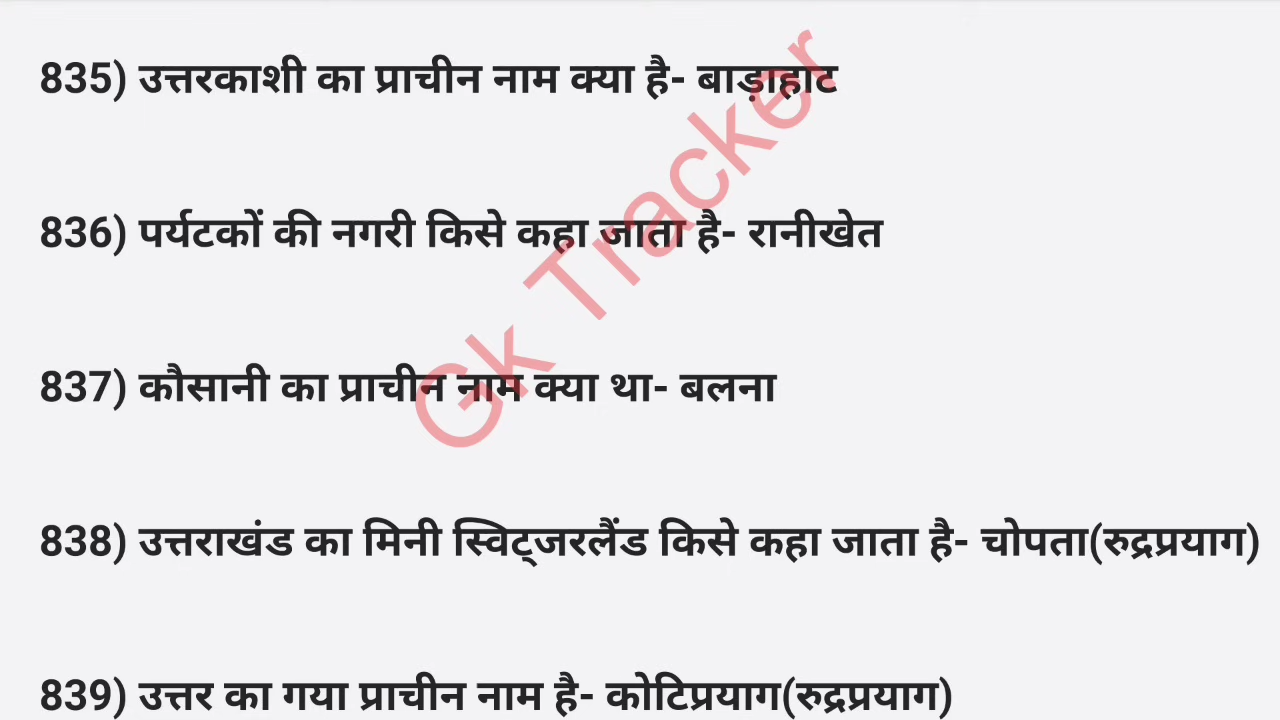 835) उत्तरकाशी का प्राचीन नाम क्या है- बाड़ाहाट
836) पर्यटकों की नगरी किसे कहा जाता है- रानीखेत
837) कौसानी का प्राचीन नाम क्या था- बलना
838) उत्तराखंड का मिनी स्विट्जरलैंड किसे कहा जाता है- चोपता(रुद्रप्रयाग)
839) उत्तर का गया प्राचीन नाम है- कोटिप्रयाग(रुद्रप्रयाग)
Gk Tracker